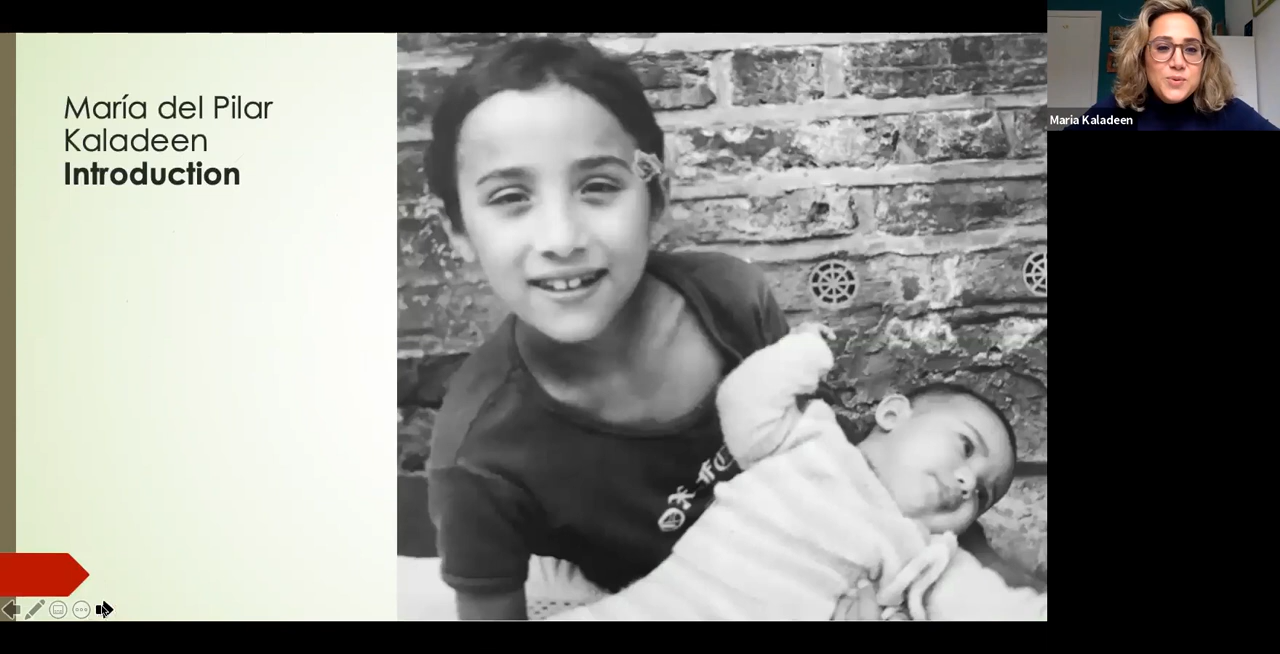 María del Pilar
Kaladeen
Introduction
Maria Kaladeen